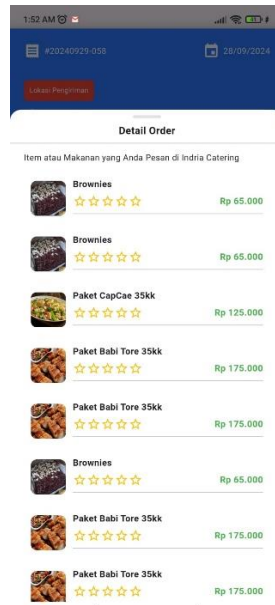 1:52 AM
#20240929-058
28/09/2024
Lokasi Pengiriman
Detail Order
Item atau Makanan yang Anda Pesan di Indria Catering
Brownies
Rp 65.000
Brownies
Rp 65.000
Paket CapCae 35kk
Rp 125.000
Paket Babi Tore 35kk
Rp 175.000
Paket Babi Tore 35kk
Rp 175.000
Brownies
Rp 65.000
Paket Babi Tore 35kk
Rp 175.000
Paket Babi Tore 35kk
Rp 175.000